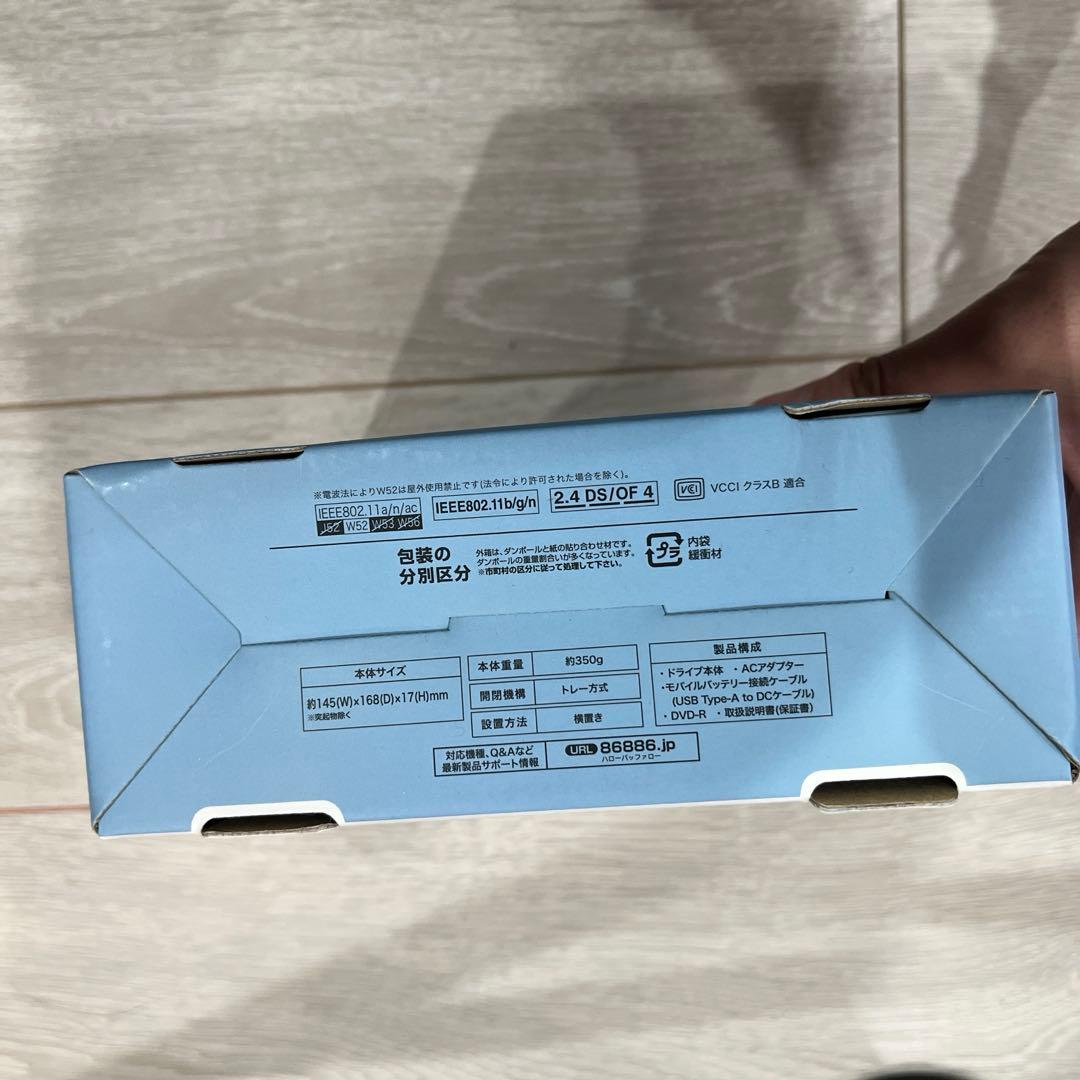 ※電波法によりW52は屋外使用禁止です(法令により許可された場合を除く)。
IEEE802.11a/n/ac
J52 W52 W53 W56
IEEE802.11b/g/n
2.4 DS/OF 4
VCCI クラスB 適合
包装の
分別区分
外箱は、ダンボールと紙の貼り合わせ材です。
ダンボールの重量割合いが多くなっています。
※市町村の区分に従って処理して下さい。
プラ
内袋
緩衝材
本体サイズ
約145(W)×168(D)×17(H)mm
※突起物除く
本体重量 約350g
開閉機構 トレー方式
設置方法 横置き
製品構成
・ドライブ本体 ・ACアダプター
・モバイルバッテリー接続ケーブル
(USB Type-A to DCケーブル)
・DVD-R ・取扱説明書(保証書)
対応機種、Q&Aなど
最新製品サポート情報
URL 86886.jp
ハローバッファロー